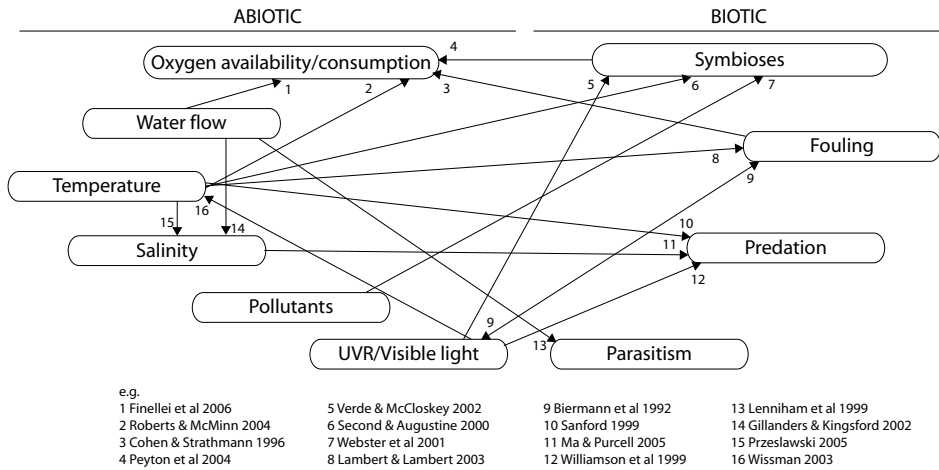 ABIOTIC
BIOTIC
Oxygen availability/consumption
4
Symbioses
1
2
3
5
6
7
Water flow
Fouling
8
9
Temperature
16
15
14
10
Salinity
11
Predation
12
Pollutants
9
UVR/Visible light
13
Parasitism
e.g.
1 Finellei et al 2006
2 Roberts & McMinn 2004
3 Cohen & Strathmann 1996
4 Peyton et al 2004
5 Verde & McCloskey 2002
6 Second & Augustine 2000
7 Webster et al 2001
8 Lambert & Lambert 2003
9 Biermann et al 1992
10 Sanford 1999
11 Ma & Purcell 2005
12 Williamson et al 1999
13 Lenniham et al 1999
14 Gillanders & Kingsford 2002
15 Przeslawski 2005
16 Wissman 2003